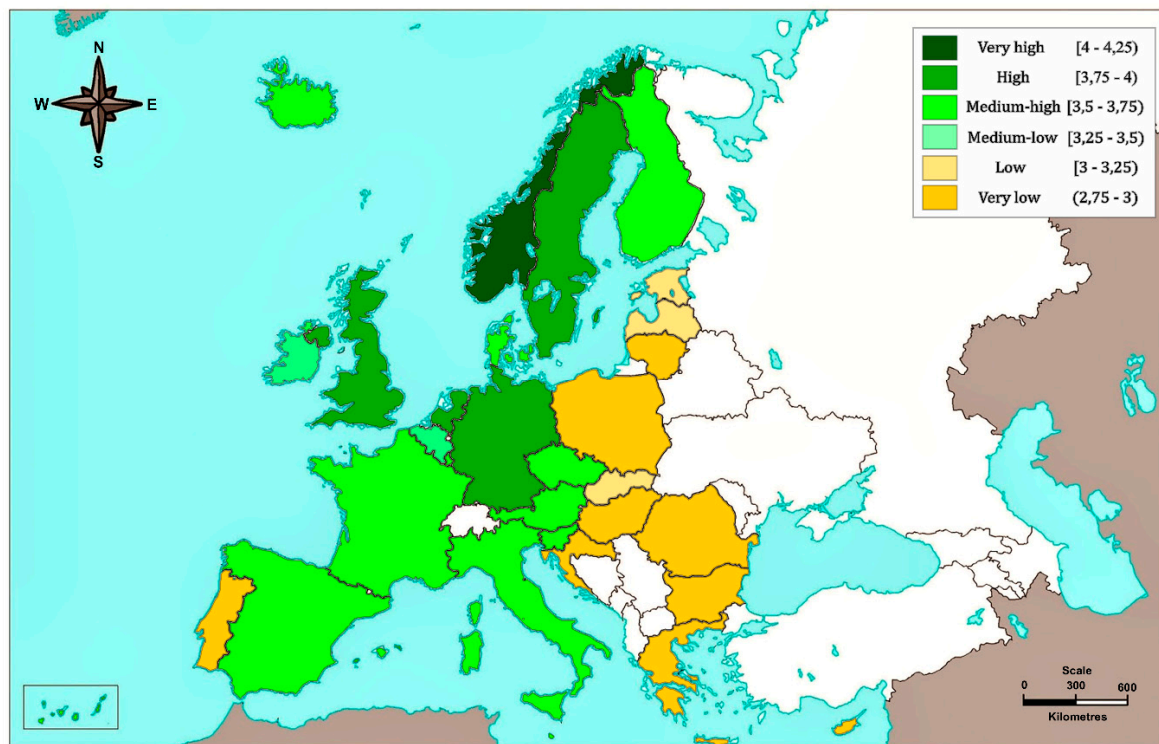 N
W E
S
Very high [4 - 4,25)
High [3,75 - 4)
Medium-high [3,5 - 3,75)
Medium-low [3,25 - 3,5)
Low [3 - 3,25)
Very low (2,75 - 3)
Scale
0 300 600
Kilometres